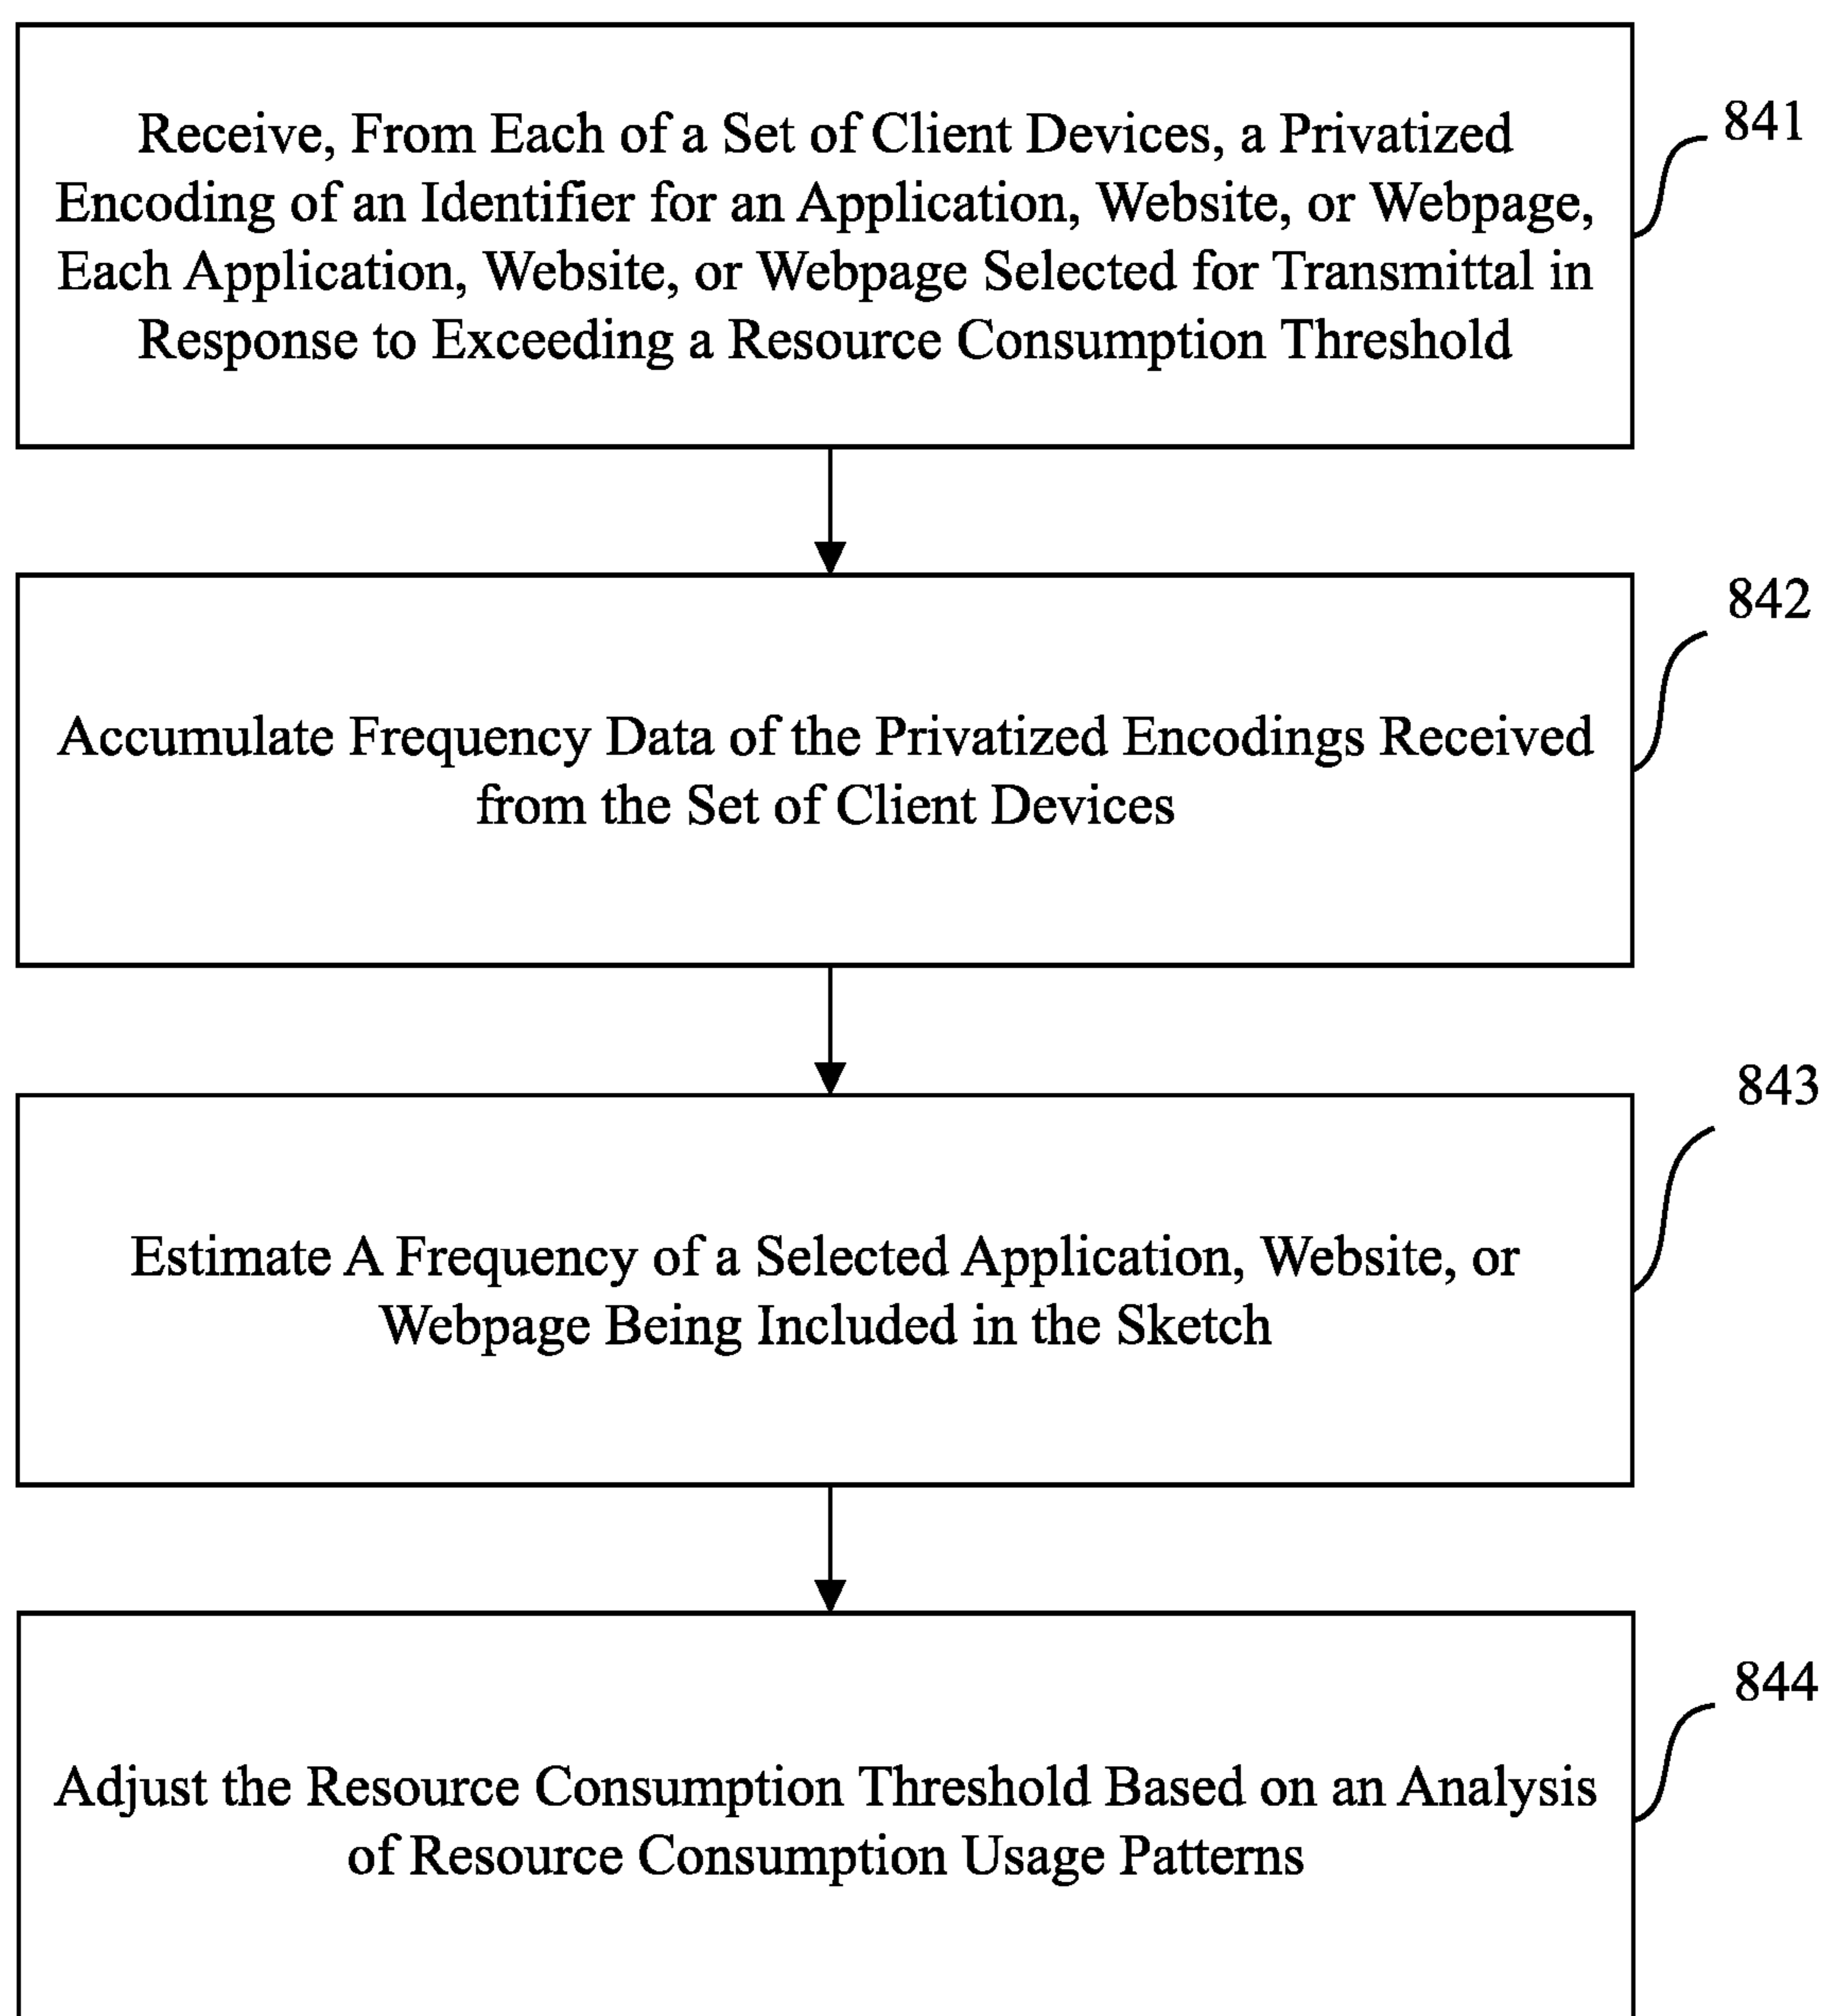 Receive, From Each of a Set of Client Devices, a Privatized
Encoding of an Identifier for an Application, Website, or Webpage,
Each Application, Website, or Webpage Selected for Transmittal in
Response to Exceeding a Resource Consumption Threshold
841
Accumulate Frequency Data of the Privatized Encodings Received
from the Set of Client Devices
842
Estimate A Frequency of a Selected Application, Website, or
Webpage Being Included in the Sketch
843
Adjust the Resource Consumption Threshold Based on an Analysis
of Resource Consumption Usage Patterns
844